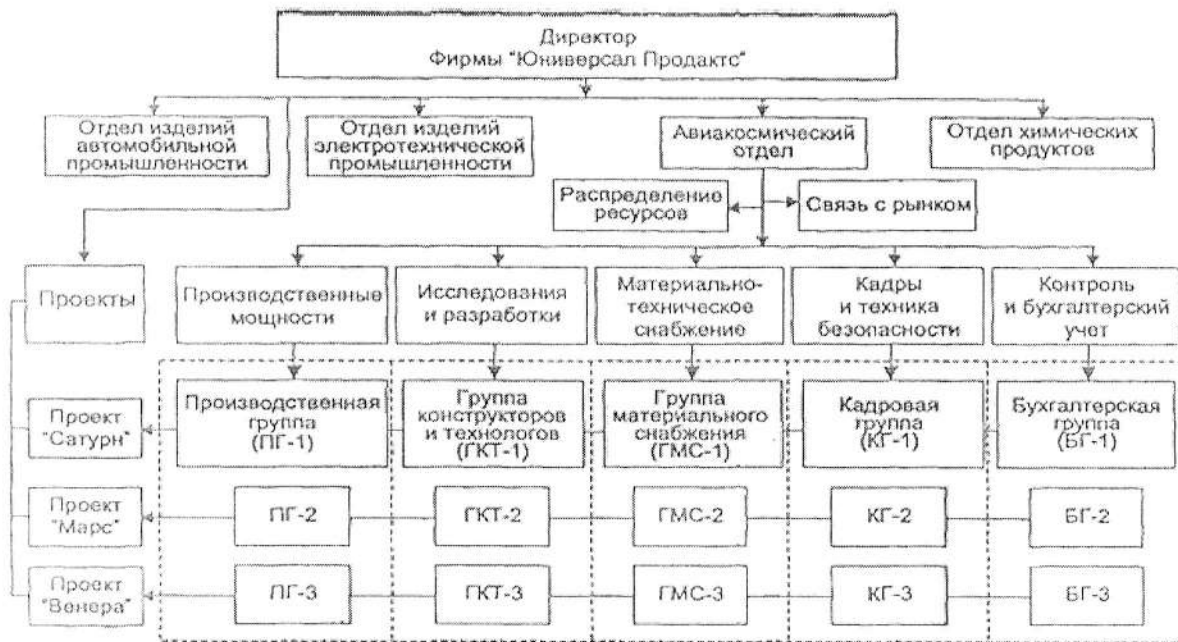 Директор
Фирмы "Юниверсал Продактс"
Отдел изделий
автомобильной
промышленности
Отдел изделий
электротехнической
промышленности
Авиакосмический
отдел
Отдел химических
продуктов
Распределение
ресурсов
Связь с рынком
Проекты
Производственные
мощности
Исследования
и разработки
Материально-
техническое
снабжение
Кадры
и техника
безопасности
Контроль
и бухгалтерский
учет
Проект
"Сатурн"
Производственная
группа
(ПГ-1)
Группа
конструкторов
и технологов
(ГКТ-1)
Группа
материального
снабжения
(ГМС-1)
Кадровая
группа
(КГ-1)
Бухгалтерская
группа
(БГ-1)
Проект
"Марс"
ПГ-2
ГКТ-2
ГМС-2
КГ-2
БГ-2
Проект
"Венера"
ПГ-3
ГКТ-3
ГМС-3
КГ-3
БГ-3